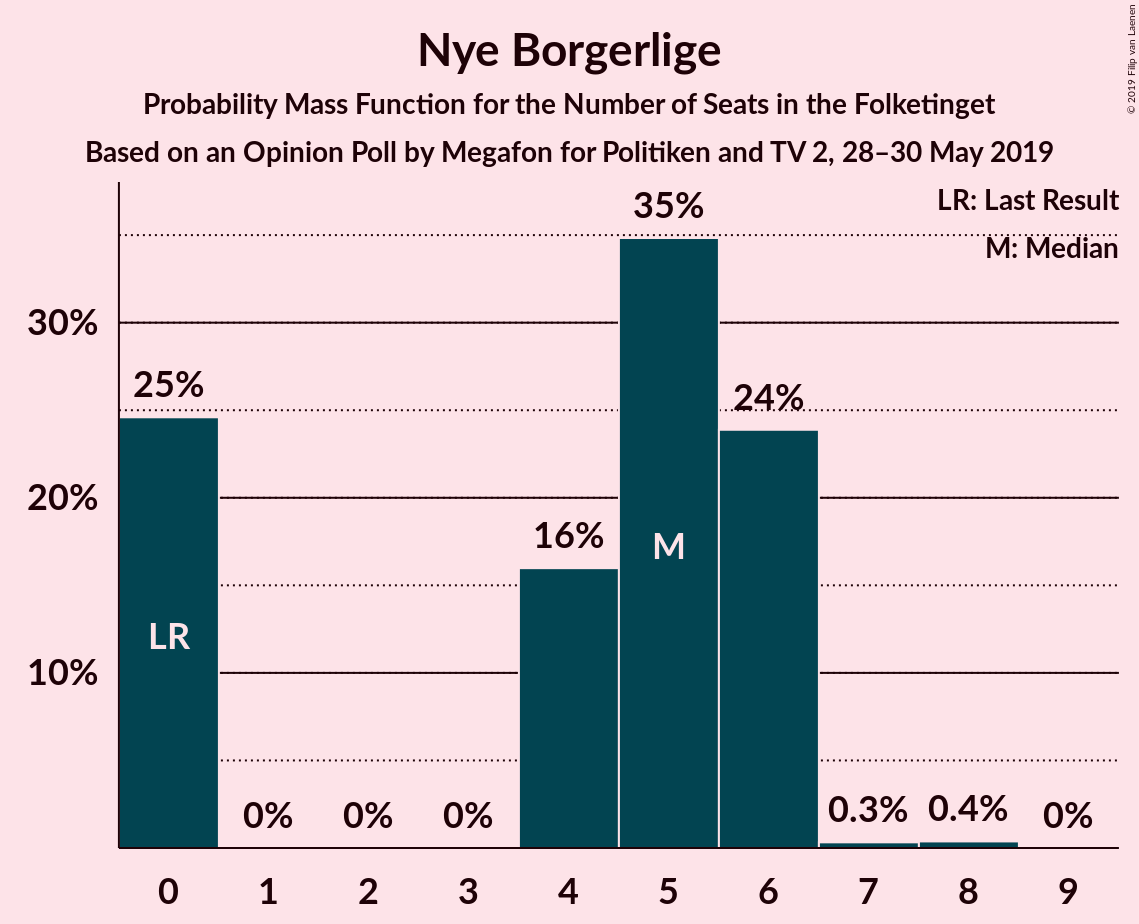 Nye Borgerlige
Probability Mass Function for the Number of Seats in the Folketinget
Based on an Opinion Poll by Megafon for Politiken and TV 2, 28–30 May 2019
© 2019 Filip van Laenen
LR: Last Result
M: Median
35%
30%
25%
24%
20%
16%
M
LR
10%
0%
0%
0%
0.3%
0.4%
0%
0 1 2 3 4 5 6 7 8 9